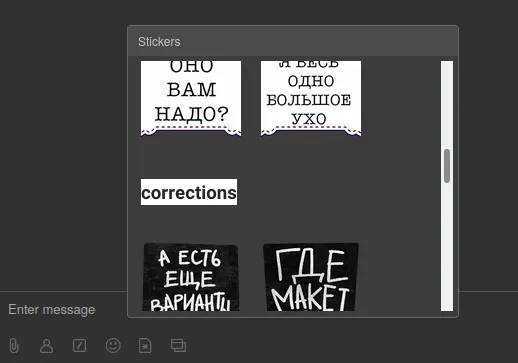 Stickers
ОНО
ВАМ
НАДО?
Я ВЕСЬ
ОДНО
БОЛЬШОЕ
УХО
corrections
А ЕСТЬ
ЕЩЕ
ВАРИАНТЫ
ГДЕ
МАКЕТ
Enter message